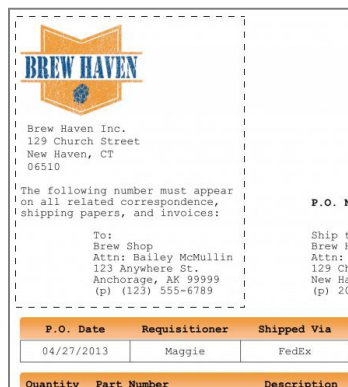 BREW HAVEN
Brew Haven Inc.
129 Church Street
New Haven, CT
06510
The following number must appear
on all related correspondence,
shipping papers, and invoices:
P.O.
To:
Brew Shop
Attn: Bailey McMullin
123 Anywhere St.
Anchorage, AK 99999
(p) (123) 555-6789
Ship
Brew
Attn:
129
New
(p)
P.O. Date Requisitioner Shipped Via
04/27/2013 Maggie FedEx
Quantity Part Number Description